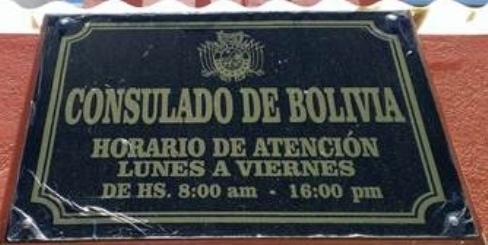 CONSULADO DE BOLIVIA
HORARIO DE ATENCIÓN
LUNES A VIERNES
DE HS. 8:00 am - 16:00 pm